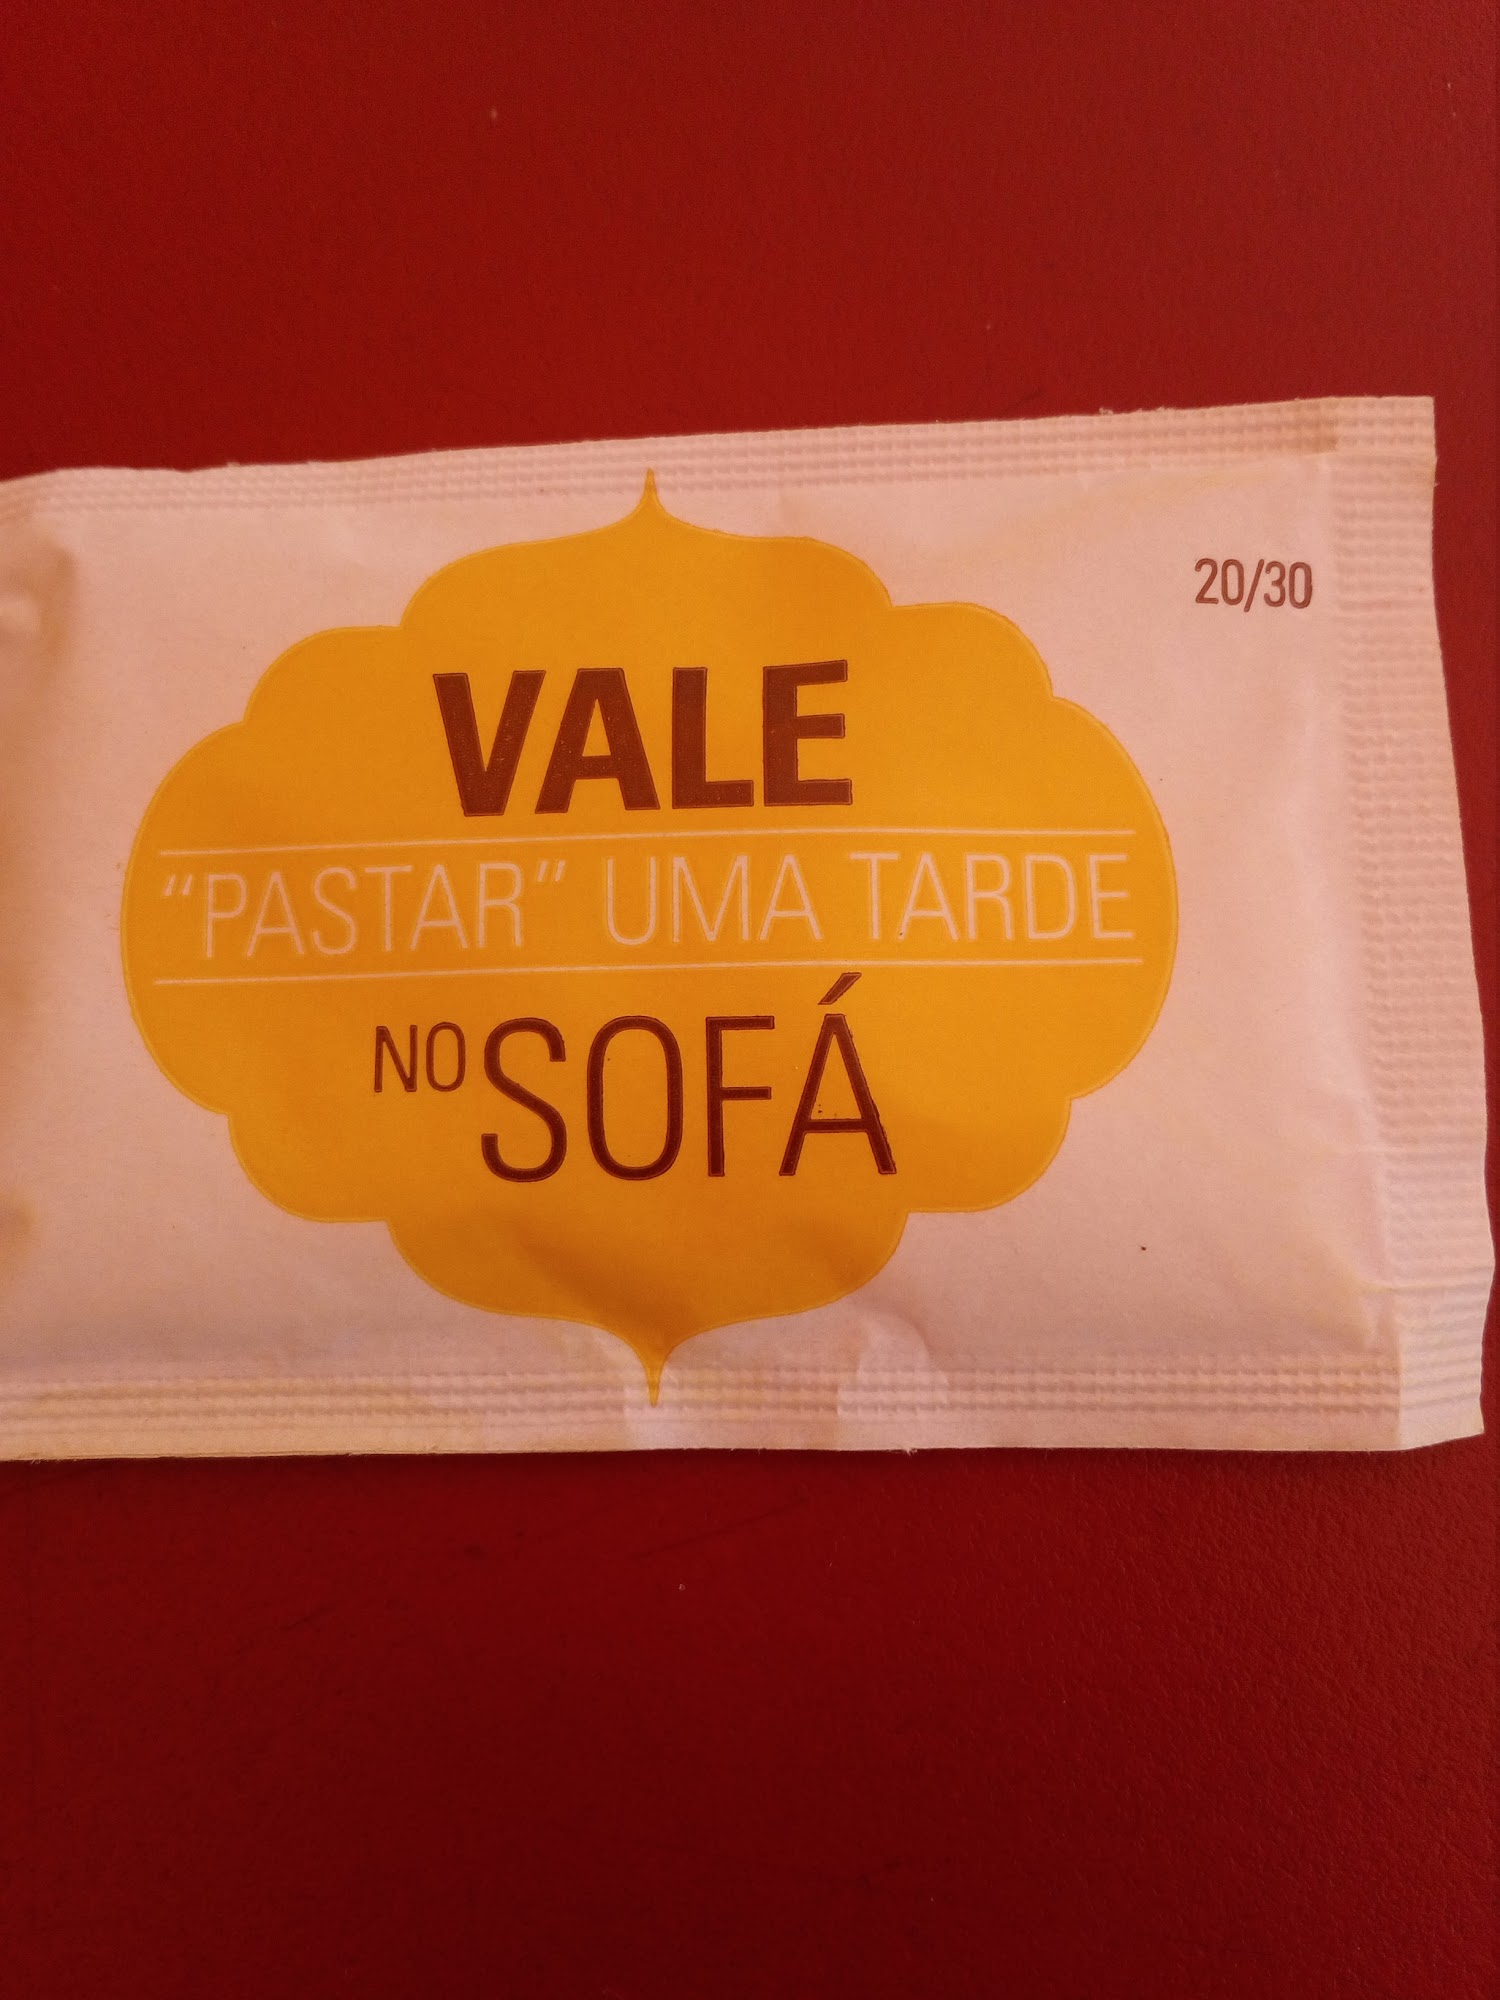 20/30
VALE
"PASTAR" UMA TARDE
NO SOFÁ